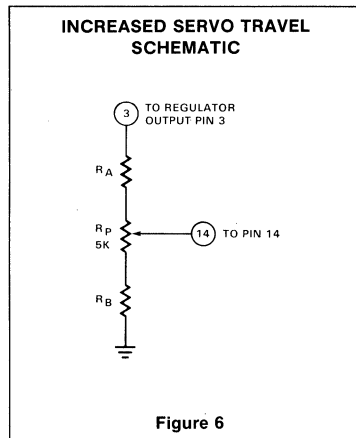 INCREASED SERVO TRAVEL
SCHEMATIC
3 TO REGULATOR
OUTPUT PIN 3
RA
RP
5K
14 TO PIN 14
RB
Figure 6